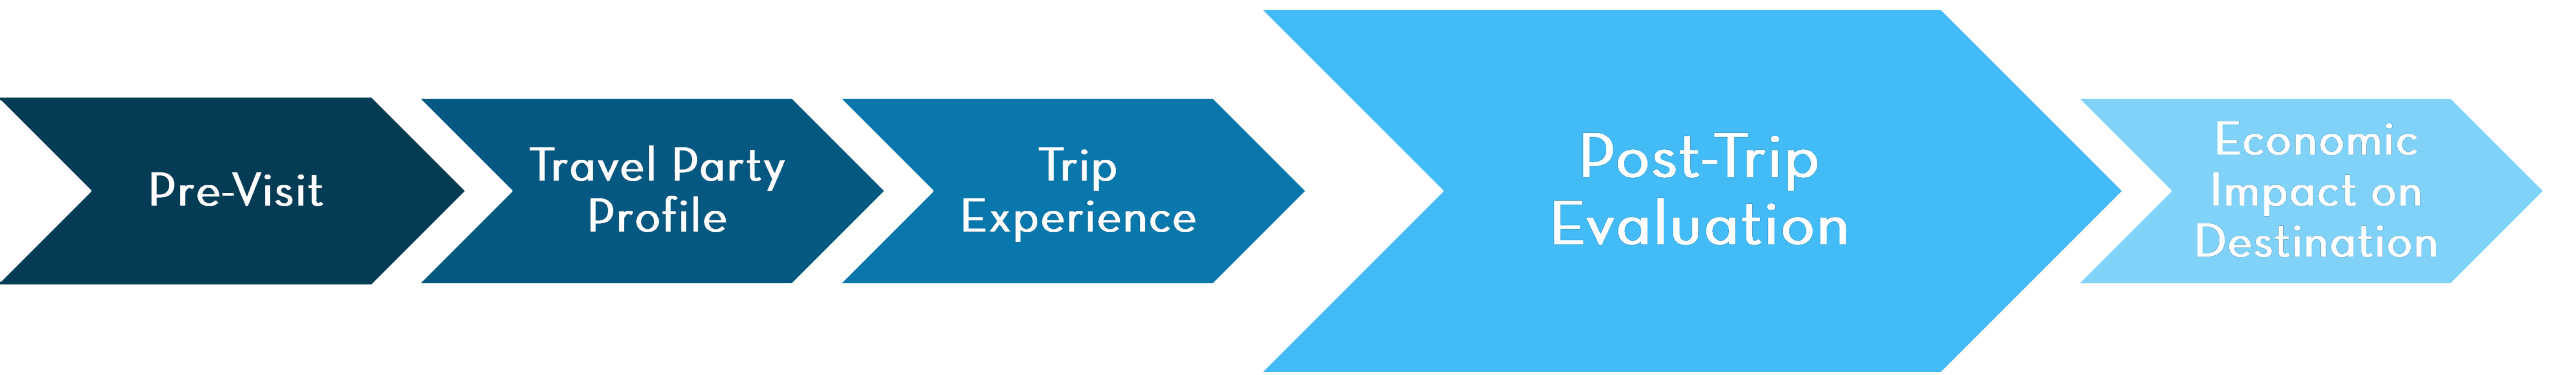 Pre-Visit
Travel Party
Profile
Trip
Experience
Post-Trip
Evaluation
Economic
Impact on
Destination